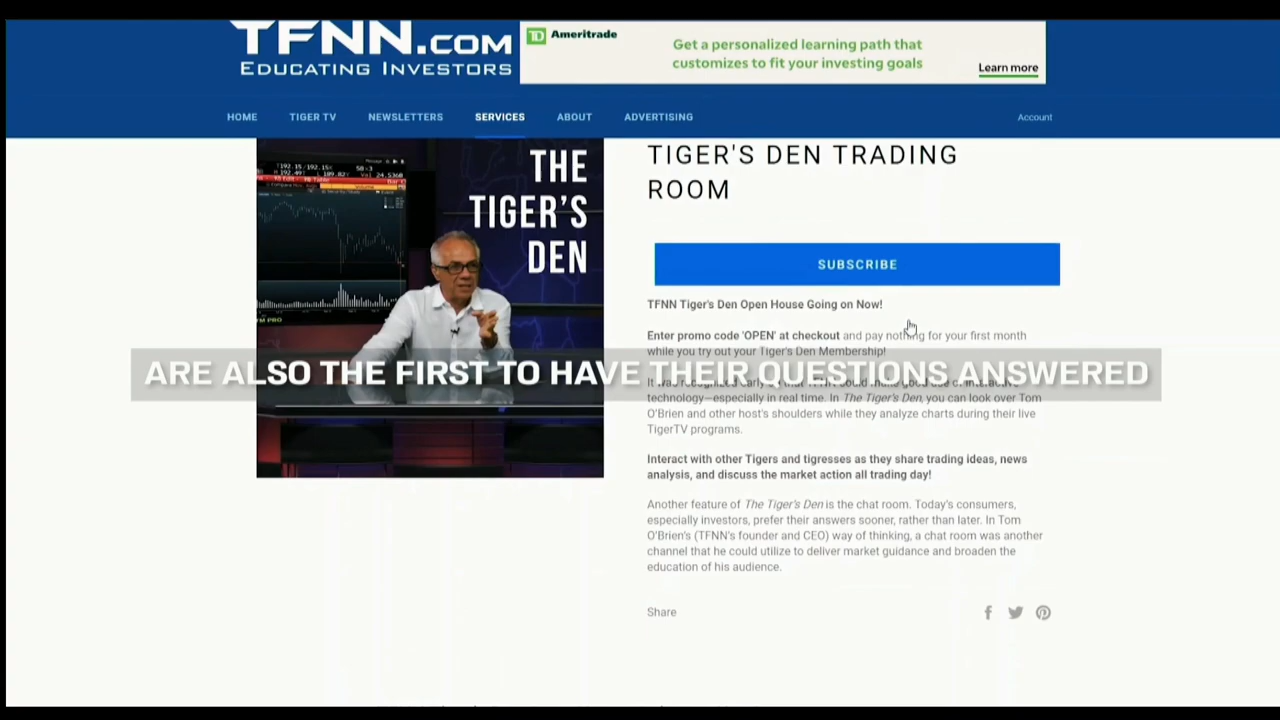 TFNN.COM
EDUCATING INVESTORS
Ameritrade
Get a personalized learning path that
customizes to fit your investing goals
Learn more
HOME
TIGER TV
NEWSLETTERS
SERVICES
ABOUT
ADVERTISING
Account
THE
TIGER'S
DEN
TIGER'S DEN TRADING
ROOM
SUBSCRIBE
TFNN Tiger's Den Open House Going on Now!
Enter promo code 'OPEN' at checkout and pay nothing for your first month
while you try out your Tiger's Den Membership!
ARE ALSO THE FIRST TO HAVE THEIR QUESTIONS ANSWERED
It was recognized early
technology—especially in real time. In The Tiger's Den, you can look over Tom
O'Brien and other host's shoulders while they analyze charts during their live
TigerTV programs.
Interact with other Tigers and tigresses as they share trading ideas, news
analysis, and discuss the market action all trading day!
Another feature of The Tiger's Den is the chat room. Today's consumers,
especially investors, prefer their answers sooner, rather than later. In Tom
O'Brien's (TFNN's founder and CEO) way of thinking, a chat room was another
channel that he could utilize to deliver market guidance and broaden the
education of his audience.
Share